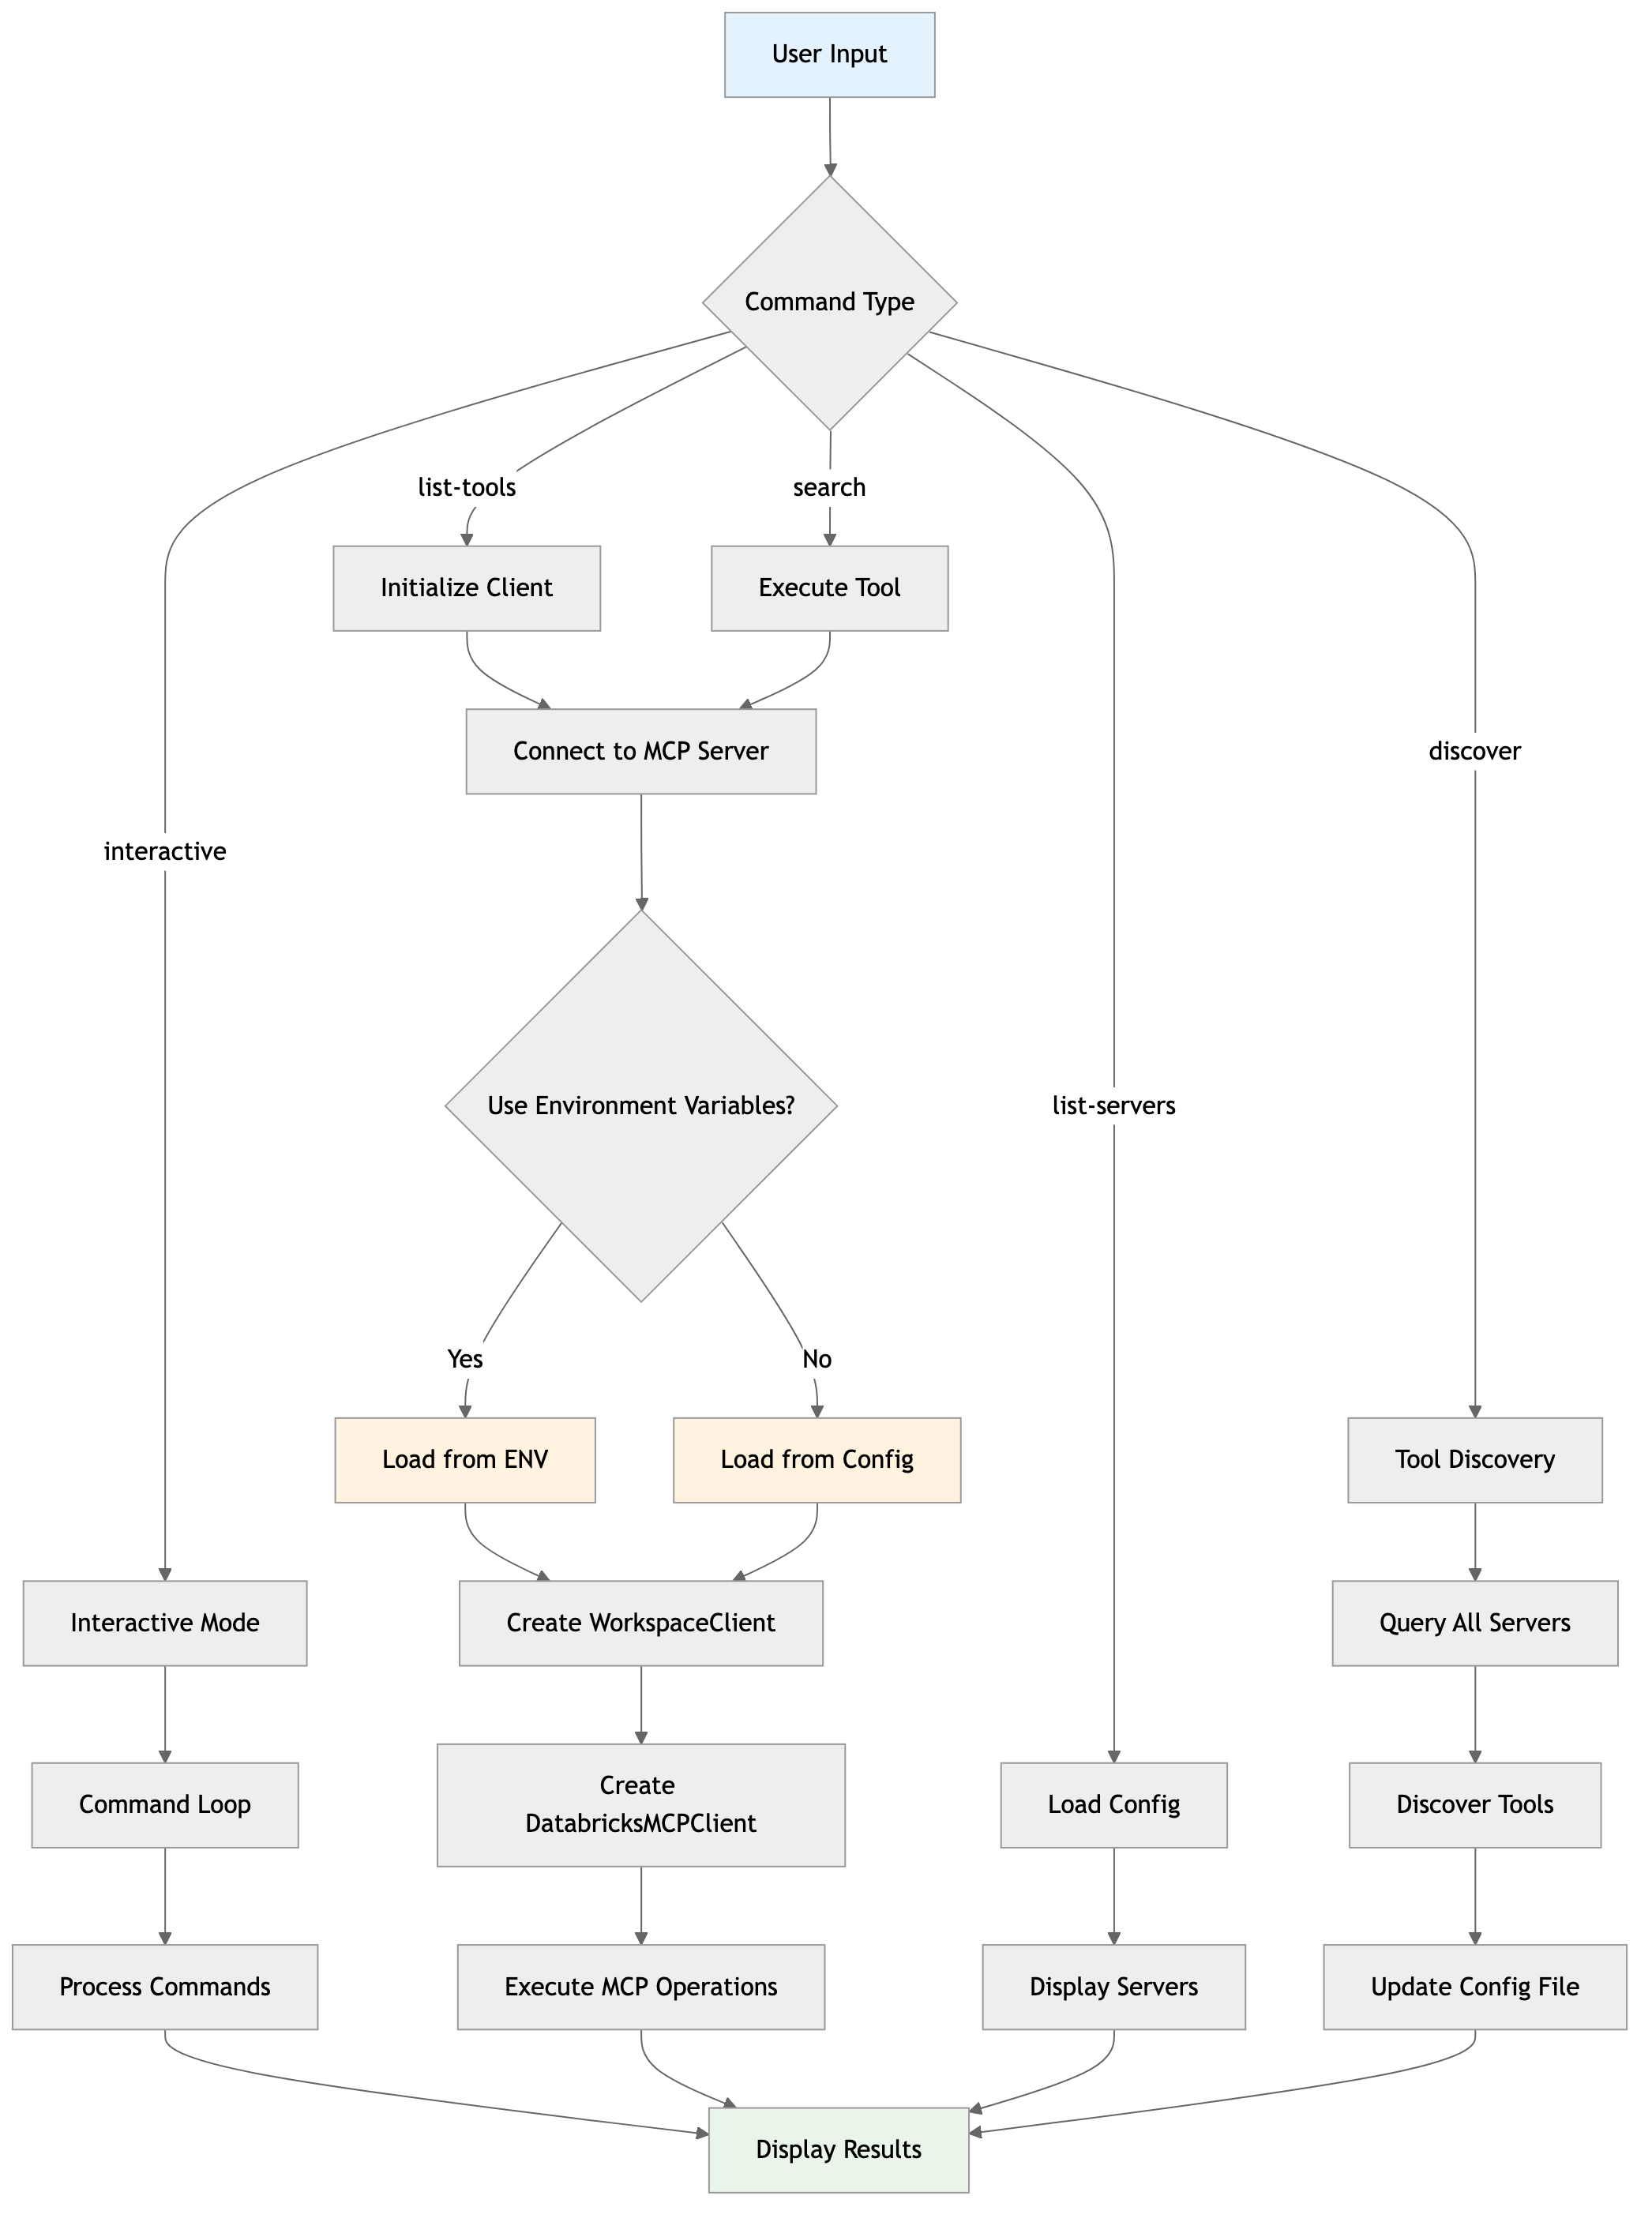 User Input
Command Type
list-tools
search
Initialize Client
Execute Tool
Connect to MCP Server
discover
interactive
Use Environment Variables?
list-servers
Yes
No
Load from ENV
Load from Config
Tool Discovery
Interactive Mode
Create WorkspaceClient
Query All Servers
Command Loop
Create
DatabricksMCPClient
Load Config
Discover Tools
Process Commands
Execute MCP Operations
Display Servers
Update Config File
Display Results